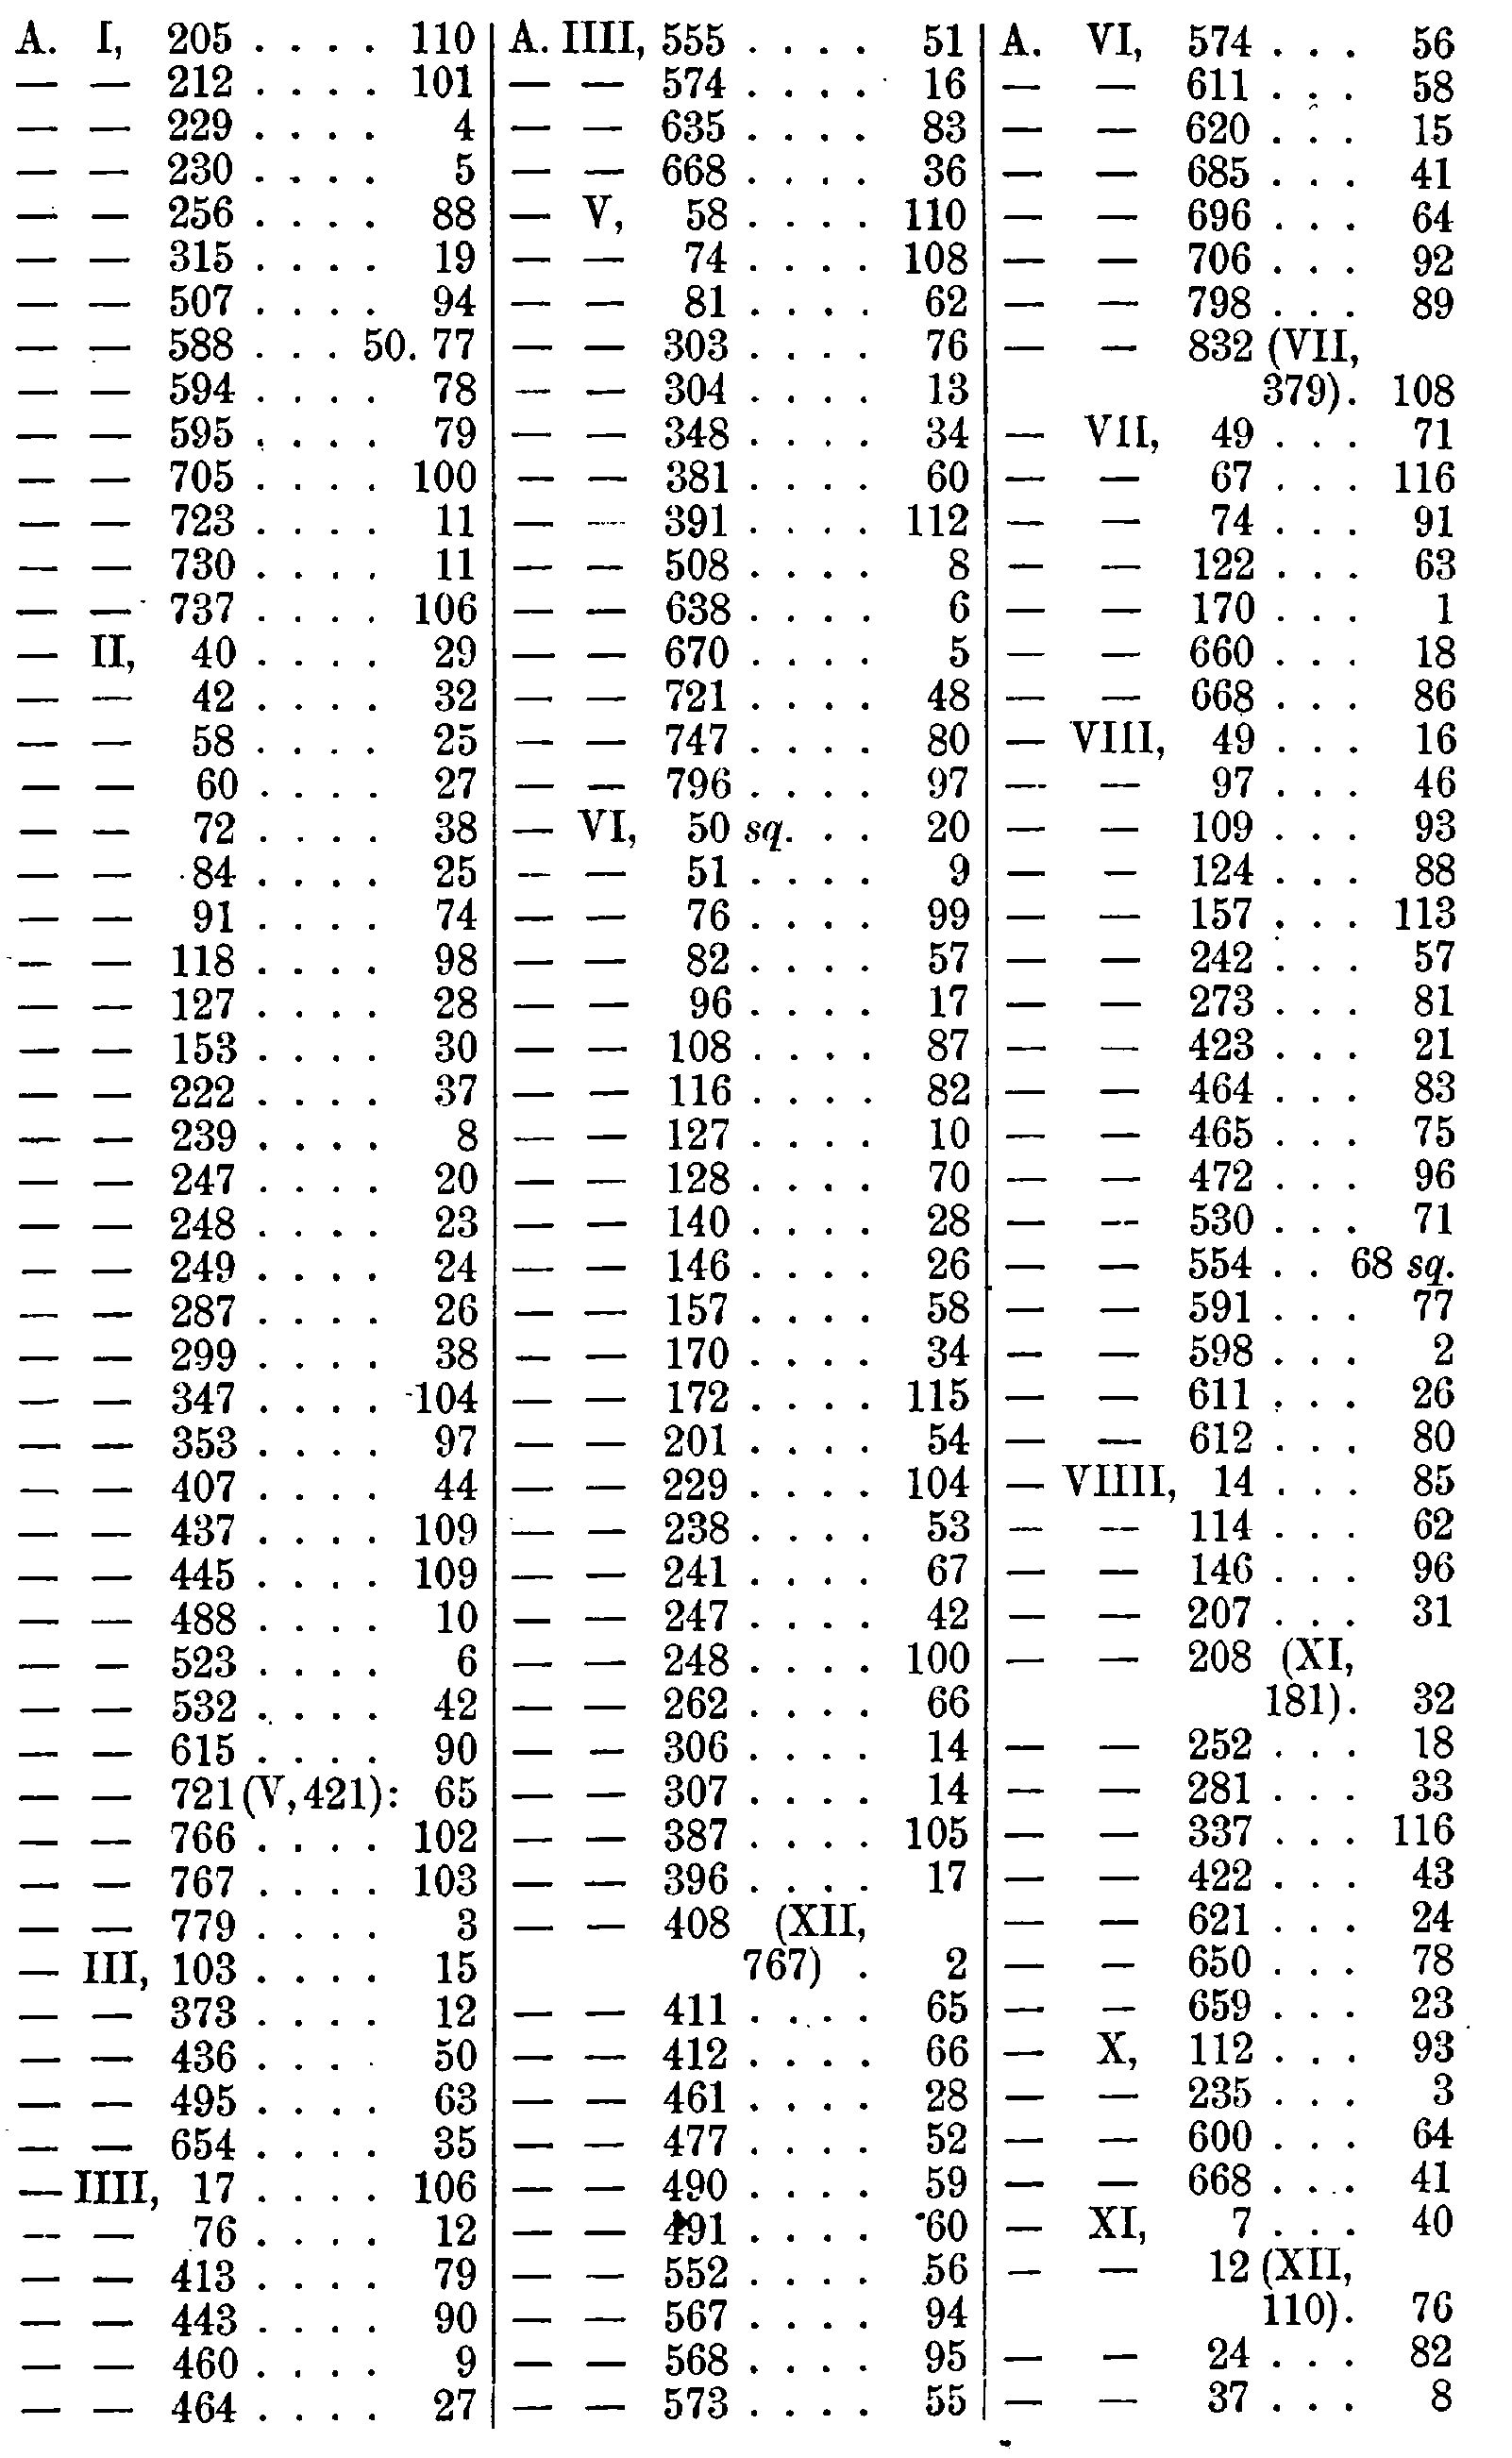 A. I, 205 . . . . 110
— — 212 . . . . 101
— — 229 . . . . 4
— — 230 . . . . 5
— — 256 . . . . 88
— — 315 . . . . 19
— — 507 . . . . 94
— — 588 . . . 50. 77
— — 594 . . . . 78
— — 595 . . . . 79
— — 705 . . . . 100
— — 723 . . . . 11
— — 730 . . . . 11
— — 737 . . . . 106
— II, 40 . . . . 29
— — 42 . . . . 32
— — 58 . . . . 25
— — 60 . . . . 27
— — 72 . . . . 38
— — 84 . . . . 25
— — 91 . . . . 74
— — 118 . . . . 98
— — 127 . . . . 28
— — 153 . . . . 30
— — 222 . . . . 37
— — 239 . . . . 8
— — 247 . . . . 20
— — 248 . . . . 23
— — 249 . . . . 24
— — 287 . . . . 26
— — 299 . . . . 38
— — 347 . . . . 104
— — 353 . . . . 97
— — 407 . . . . 44
— — 437 . . . . 109
— — 445 . . . . 109
— — 488 . . . . 10
— — 523 . . . . 6
— — 532 . . . . 42
— — 615 . . . . 90
— — 721 (V, 421): 65
— — 766 . . . . 102
— — 767 . . . . 103
— — 779 . . . . 3
— III, 103 . . . . 15
— — 373 . . . . 12
— — 436 . . . . 50
— — 495 . . . . 63
— — 654 . . . . 35
— IIII, 17 . . . . 106
— — 76 . . . . 12
— — 413 . . . . 79
— — 443 . . . . 90
— — 460 . . . . 9
— — 464 . . . . 27
A. IIII, 555 . . . . 51
— — 574 . . . . 16
— — 635 . . . . 83
— — 668 . . . . 36
— V, 58 . . . . 110
— — 74 . . . . 108
— — 81 . . . . 62
— — 303 . . . . 76
— — 304 . . . . 13
— — 348 . . . . 34
— — 381 . . . . 60
— — 391 . . . . 112
— — 508 . . . . 8
— — 638 . . . . 6
— — 670 . . . . 5
— — 721 . . . . 48
— — 747 . . . . 80
— — 796 . . . . 97
— VI, 50 sq. . . 20
— — 51 . . . . 9
— — 76 . . . . 99
— — 82 . . . . 57
— — 96 . . . . 17
— — 108 . . . . 87
— — 116 . . . . 82
— — 127 . . . . 10
— — 128 . . . . 70
— — 140 . . . . 28
— — 146 . . . . 26
— — 157 . . . . 58
— — 170 . . . . 34
— — 172 . . . . 115
— — 201 . . . . 54
— — 229 . . . . 104
— — 238 . . . . 53
— — 241 . . . . 67
— — 247 . . . . 42
— — 248 . . . . 100
— — 262 . . . . 66
— — 306 . . . . 14
— — 307 . . . . 14
— — 387 . . . . 105
— — 396 . . . . 17
— — 408 (XII,
767) . 2
— — 411 . . . . 65
— — 412 . . . . 66
— — 461 . . . . 28
— — 477 . . . . 52
— — 490 . . . . 59
— — 491 . . . . 60
— — 552 . . . . 56
— — 567 . . . . 94
— — 568 . . . . 95
— — 573 . . . . 55
A. VI, 574 . . . 56
— — 611 . . . 58
— — 620 . . . 15
— — 685 . . . 41
— — 696 . . . 64
— — 706 . . . 92
— — 798 . . . 89
— — 832 (VII,
379). 108
— VII, 49 . . . 71
— — 67 . . . 116
— — 74 . . . 91
— — 122 . . . 63
— — 170 . . . 1
— — 660 . . . 18
— — 668 . . . 86
— VIII, 49 . . . 16
— — 97 . . . 46
— — 109 . . . 93
— — 124 . . . 88
— — 157 . . . 113
— — 242 . . . 57
— — 273 . . . 81
— — 423 . . . 21
— — 464 . . . 83
— — 465 . . . 75
— — 472 . . . 96
— — 530 . . . 71
— — 554 . . 68 sq.
— — 591 . . . 77
— — 598 . . . 2
— — 611 . . . 26
— — 612 . . . 80
— VIIII, 14 . . . 85
— — 114 . . . 62
— — 146 . . . 96
— — 207 . . . 31
— — 208 (XI,
181). 32
— — 252 . . . 18
— — 281 . . . 33
— — 337 . . . 116
— — 422 . . . 43
— — 621 . . . 24
— — 650 . . . 78
— — 659 . . . 23
— X, 112 . . . 93
— — 235 . . . 3
— — 600 . . . 64
— — 668 . . . 41
— XI, 7 . . . 40
— — 12 (XII,
110). 76
— — 24 . . . 82
— — 37 . . . 8